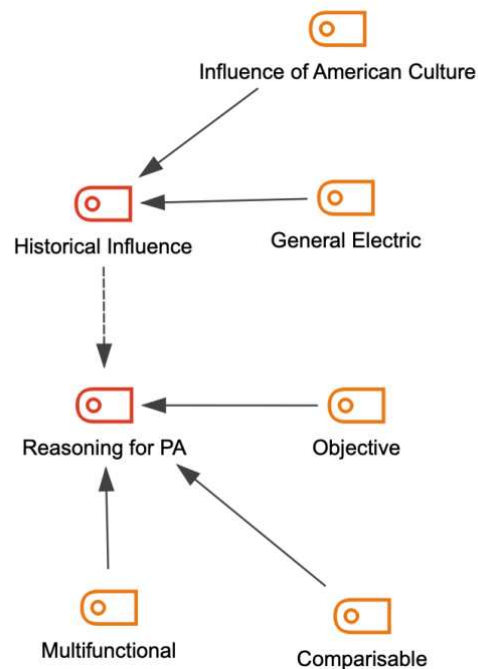 Influence of American Culture
General Electric
Historical Influence
Reasoning for PA
Objective
Multifunctional
Comparisable